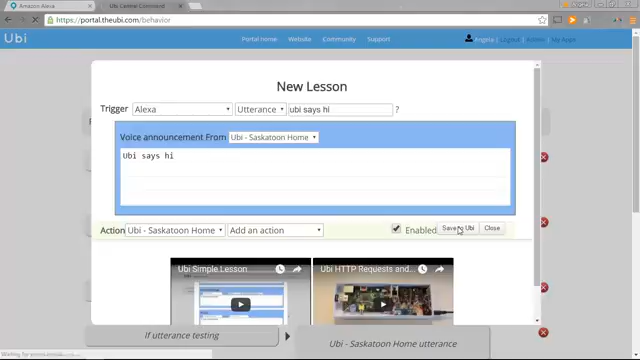 Amazon Alexa
Ubi Central Command
https://portal.theubi.com/behavior
Ubi
Portal home
Website
Community
Support
Angela
Logout
Admin
My Apps
New Lesson
Trigger
Alexa
Utterance
ubi says hi
?
Voice announcement From
Ubi - Saskatoon Home
Ubi says hi
Action
Ubi - Saskatoon Home
Add an action
Enabled
Save to Ubi
Close
Ubi Simple Lesson
Ubi HTTP Requests and...
If utterance testing
Ubi - Saskatoon Home utterance